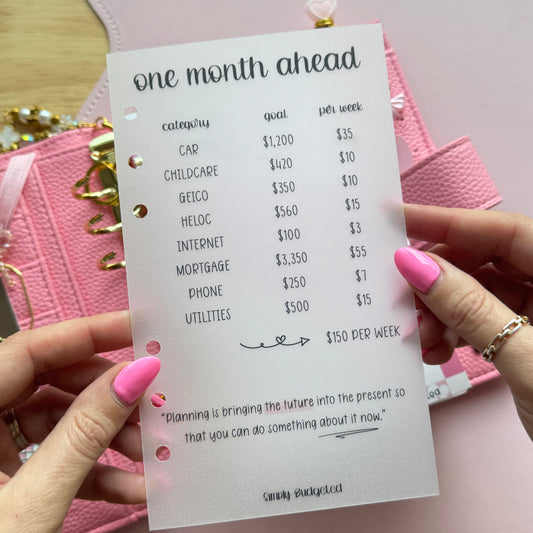 one month ahead
category goal per week
CAR $1,200 $35
CHILDCARE $420 $10
GEICO $350 $10
HELOC $560 $15
INTERNET $100 $3
MORTGAGE $3,350 $55
PHONE $250 $7
UTILITIES $500 $15
$150 PER WEEK
"Planning is bringing the future into the present so
that you can do something about it now."
Simply Budgeted